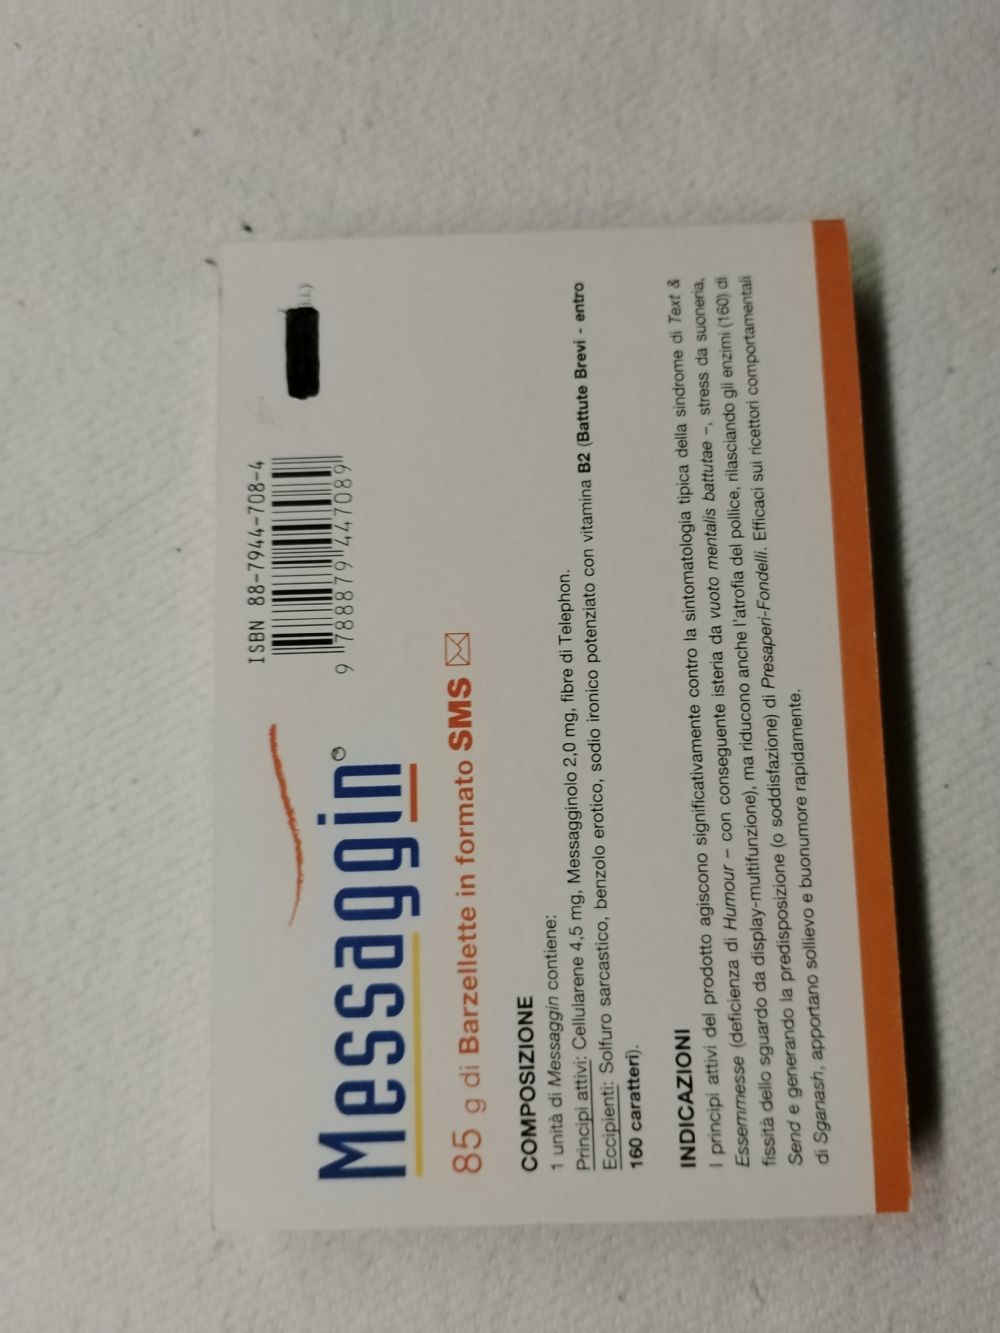 ISBN 88-7944-708-4
9 788879 447089
i.i.)
Messaggin®
85 g di Barzellette in formato SMS
COMPOSIZIONE
1 unità di Messaggin contiene:
Principi attivi: Cellularene 4,5 mg, Messagginolo 2,0 mg, fibre di Telephon.
Eccipienti: Solfuro sarcastico, benzolo erotico, sodio ironico potenziato con vitamina B2 (Battute Brevi - entro
160 caratteri).
INDICAZIONI
I principi attivi del prodotto agiscono significativamente contro la sintomatologia tipica della sindrome di Text &
Essemmesse (deficienza di Humour – con conseguente isteria da vuoto mentalis battutae –, stress da suoneria,
fissità dello sguardo da display-multifunzione), ma riducono anche l'atrofia del pollice, rilasciando gli enzimi (160) di
Send e generando la predisposizione (o soddisfazione) di Presaperi-Fondelli. Efficaci sui ricettori comportamentali
di Sganash, apportano sollievo e buonumore rapidamente.